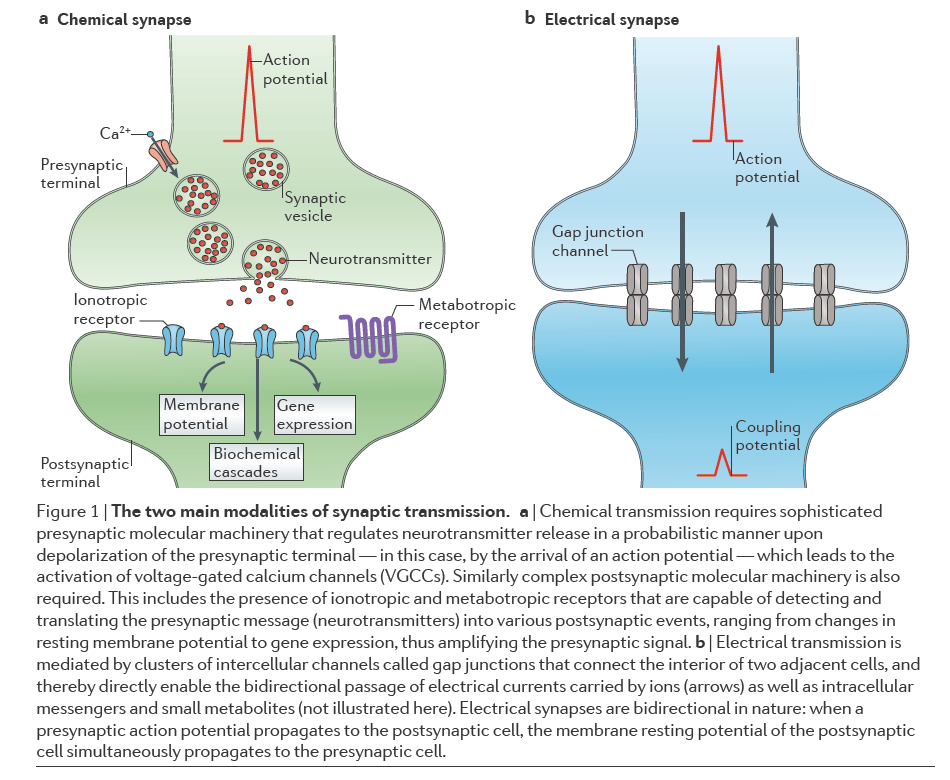 a Chemical synapse
Action
potential
Ca²⁺
Presynaptic
terminal
Synaptic
vesicle
Neurotransmitter
Ionotropic
receptor
Metabotropic
receptor
Membrane
potential
Gene
expression
Biochemical
cascades
Postsynaptic
terminal
b Electrical synapse
Action
potential
Gap junction
channel
Coupling
potential
Figure 1 | The two main modalities of synaptic transmission. a | Chemical transmission requires sophisticated
presynaptic molecular machinery that regulates neurotransmitter release in a probabilistic manner upon
depolarization of the presynaptic terminal — in this case, by the arrival of an action potential — which leads to the
activation of voltage-gated calcium channels (VGCCs). Similarly complex postsynaptic molecular machinery is also
required. This includes the presence of ionotropic and metabotropic receptors that are capable of detecting and
translating the presynaptic message (neurotransmitters) into various postsynaptic events, ranging from changes in
resting membrane potential to gene expression, thus amplifying the presynaptic signal. b | Electrical transmission is
mediated by clusters of intercellular channels called gap junctions that connect the interior of two adjacent cells, and
thereby directly enable the bidirectional passage of electrical currents carried by ions (arrows) as well as intracellular
messengers and small metabolites (not illustrated here). Electrical synapses are bidirectional in nature: when a
presynaptic action potential propagates to the postsynaptic cell, the membrane resting potential of the postsynaptic
cell simultaneously propagates to the presynaptic cell.